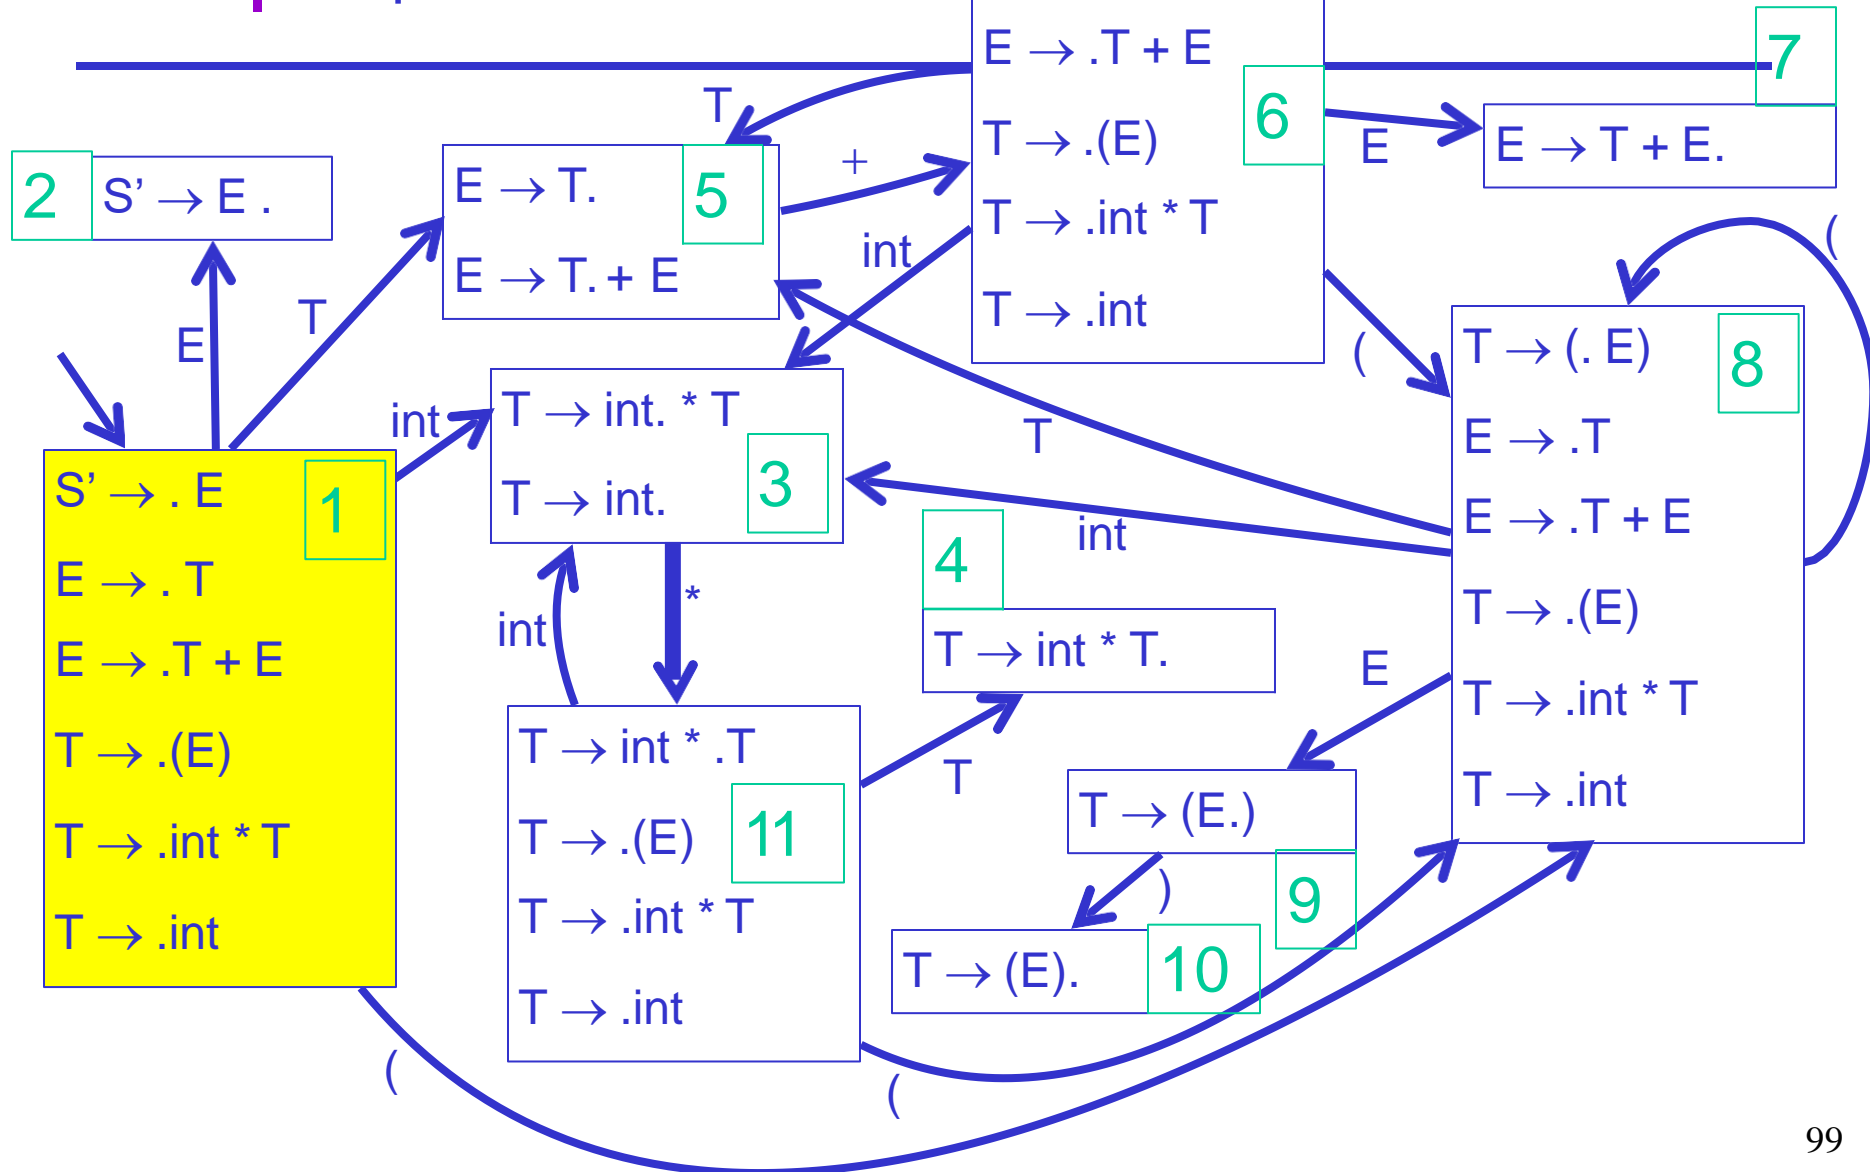 E → .T + E
T → .(E)
T → .int * T
T → .int
6
7
E → T + E.
E
2
S’ → E .
T
E → T.
E → T. + E
5
+
int
(
(
T → (. E)
E → .T
E → .T + E
T → .(E)
T → .int * T
T → .int
8
E
T
int
T → int. * T
T → int.
3
T
int
4
T → int * T.
S’ → . E
E → . T
E → .T + E
T → .(E)
T → .int * T
T → .int
1
int
*
T → int * .T
T → .(E)
T → .int * T
T → .int
11
T
E
T → (E.)
9
)
T → (E).
10
(
(
99